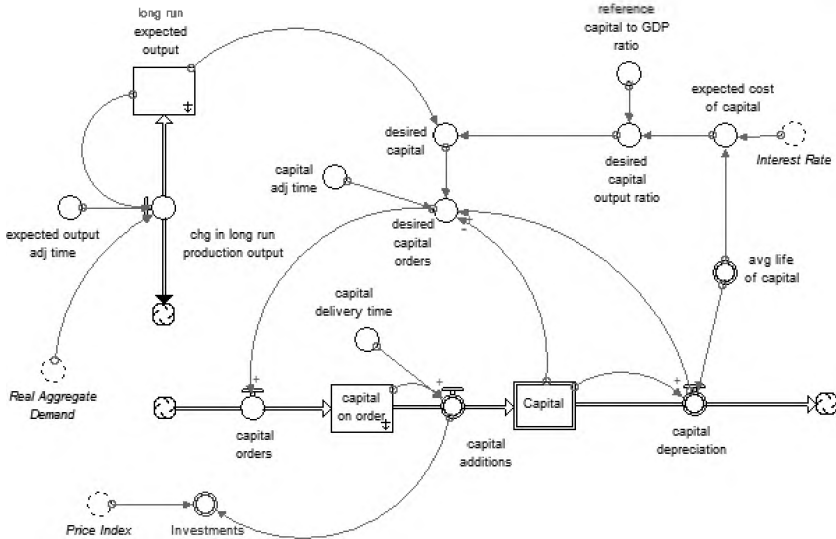 long run
expected
output
reference
capital to GDP
ratio
expected cost
of capital
desired
capital
Interest Rate
capital
adj time
desired
capital
output ratio
expected output
adj time
chg in long run
production output
desired
capital
orders
+
-
avg life
of capital
capital
delivery time
Real Aggregate
Demand
+
+
+
capital
on order
Capital
capital
orders
capital
additions
capital
depreciation
Price Index
Investments